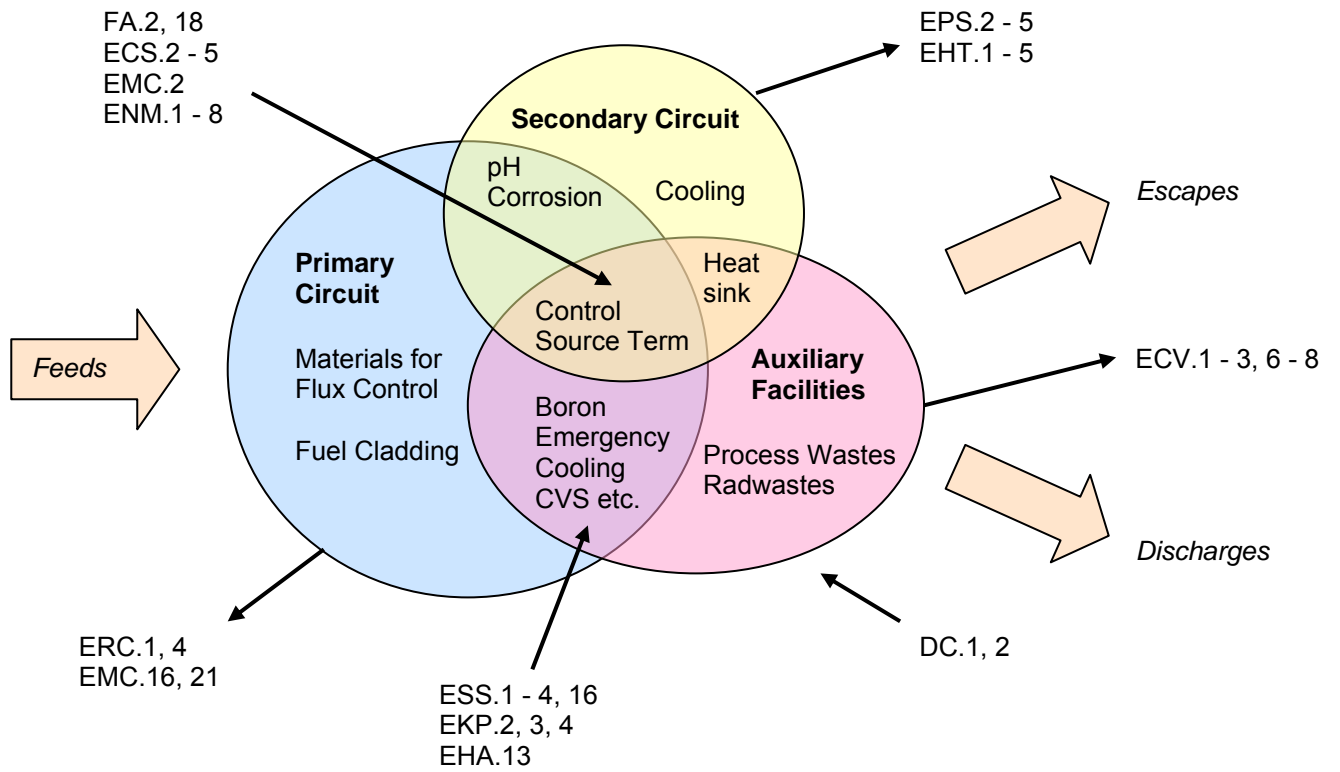 FA.2, 18
ECS.2 - 5
EMC.2
ENM.1 - 8
EPS.2 - 5
EHT.1 - 5
Secondary Circuit
pH
Corrosion
Cooling
Escapes
Primary
Circuit
Heat
sink
Control
Source Term
Feeds
Materials for
Flux Control
Auxiliary
Facilities
ECV.1 - 3, 6 - 8
Boron
Emergency
Cooling
CVS etc.
Fuel Cladding
Process Wastes
Radwastes
Discharges
ERC.1, 4
EMC.16, 21
DC.1, 2
ESS.1 - 4, 16
EKP.2, 3, 4
EHA.13